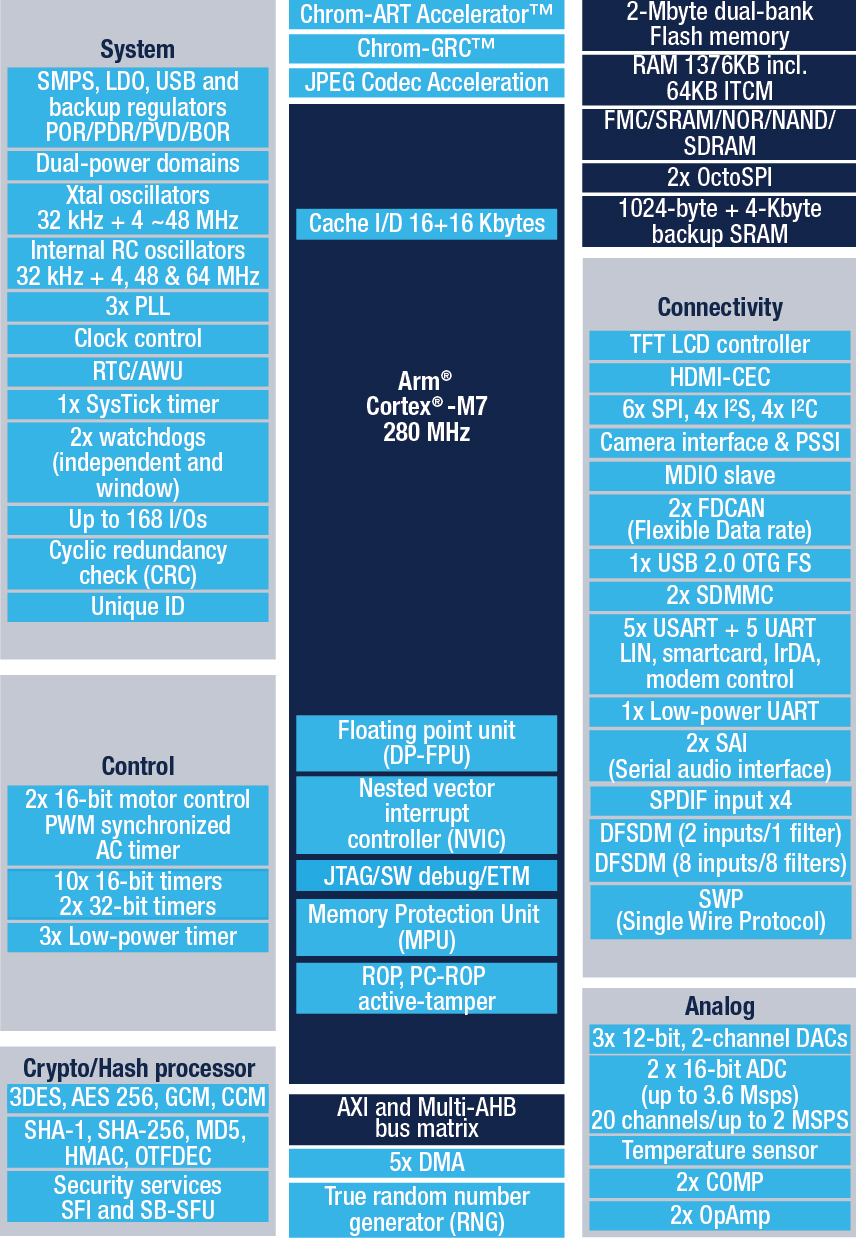 System
SMPS, LDO, USB and
backup regulators
POR/PDR/PVD/BOR
Dual-power domains
Xtal oscillators
32 kHz + 4 ~48 MHz
Internal RC oscillators
32 kHz + 4, 48 & 64 MHz
3x PLL
Clock control
RTC/AWU
1x SysTick timer
2x watchdogs
(independent and
window)
Up to 168 I/Os
Cyclic redundancy
check (CRC)
Unique ID
Control
2x 16-bit motor control
PWM synchronized
AC timer
10x 16-bit timers
2x 32-bit timers
3x Low-power timer
Crypto/Hash processor
3DES, AES 256, GCM, CCM
SHA-1, SHA-256, MD5,
HMAC, OTFDEC
Security services
SFI and SB-SFU
Chrom-ART Accelerator™
Chrom-GRC™
JPEG Codec Acceleration
Cache I/D 16+16 Kbytes
Arm®
Cortex® -M7
280 MHz
Floating point unit
(DP-FPU)
Nested vector
interrupt
controller (NVIC)
JTAG/SW debug/ETM
Memory Protection Unit
(MPU)
ROP, PC-ROP
active-tamper
AXI and Multi-AHB
bus matrix
5x DMA
True random number
generator (RNG)
2-Mbyte dual-bank
Flash memory
RAM 1376KB incl.
64KB ITCM
FMC/SRAM/NOR/NAND/
SDRAM
2x OctoSPI
1024-byte + 4-Kbyte
backup SRAM
Connectivity
TFT LCD controller
HDMI-CEC
6x SPI, 4x I²S, 4x I²C
Camera interface & PSSI
MDIO slave
2x FDCAN
(Flexible Data rate)
1x USB 2.0 OTG FS
2x SDMMC
5x USART + 5 UART
LIN, smartcard, IrDA,
modem control
1x Low-power UART
2x SAI
(Serial audio interface)
SPDIF input x4
DFSDM (2 inputs/1 filter)
DFSDM (8 inputs/8 filters)
SWP
(Single Wire Protocol)
Analog
3x 12-bit, 2-channel DACs
2 x 16-bit ADC
(up to 3.6 Msps)
20 channels/up to 2 MSPS
Temperature sensor
2x COMP
2x OpAmp